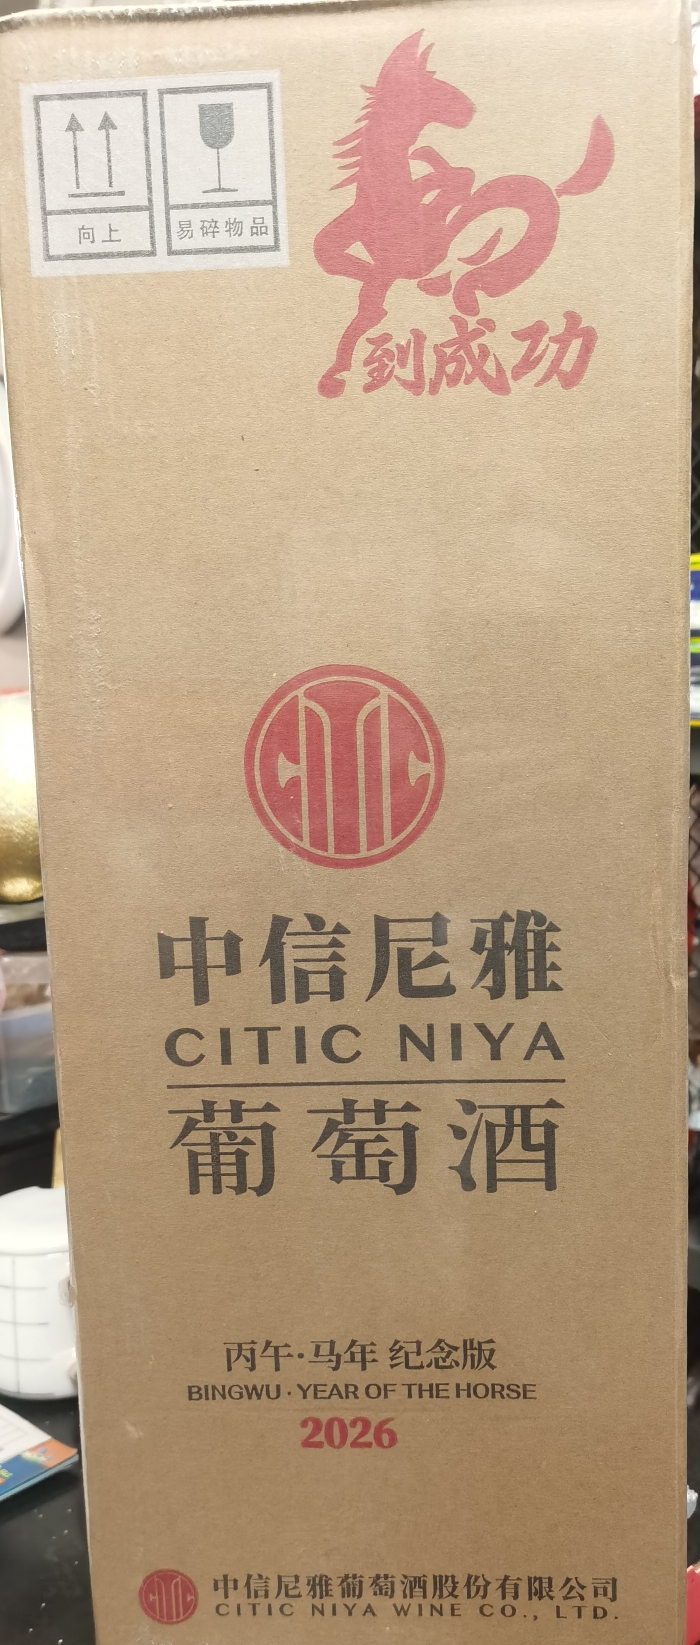 向上
易碎物品
到成功
CITIC
中信尼雅
CITIC NIYA
葡萄酒
丙午·马年 纪念版
BINGWU · YEAR OF THE HORSE
2026
中信尼雅葡萄酒股份有限公司
CITIC NIYA WINE CO., LTD.